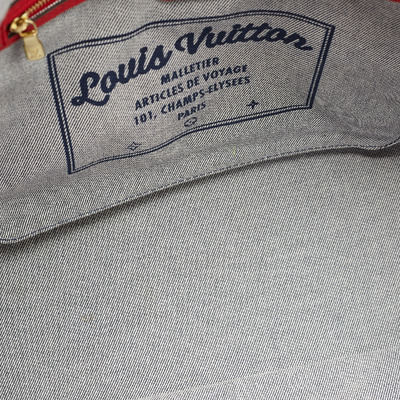 Louis Vuitton
MALLETIER
ARTICLES DE VOYAGE
101, CHAMPS-ELYSEES
PARIS